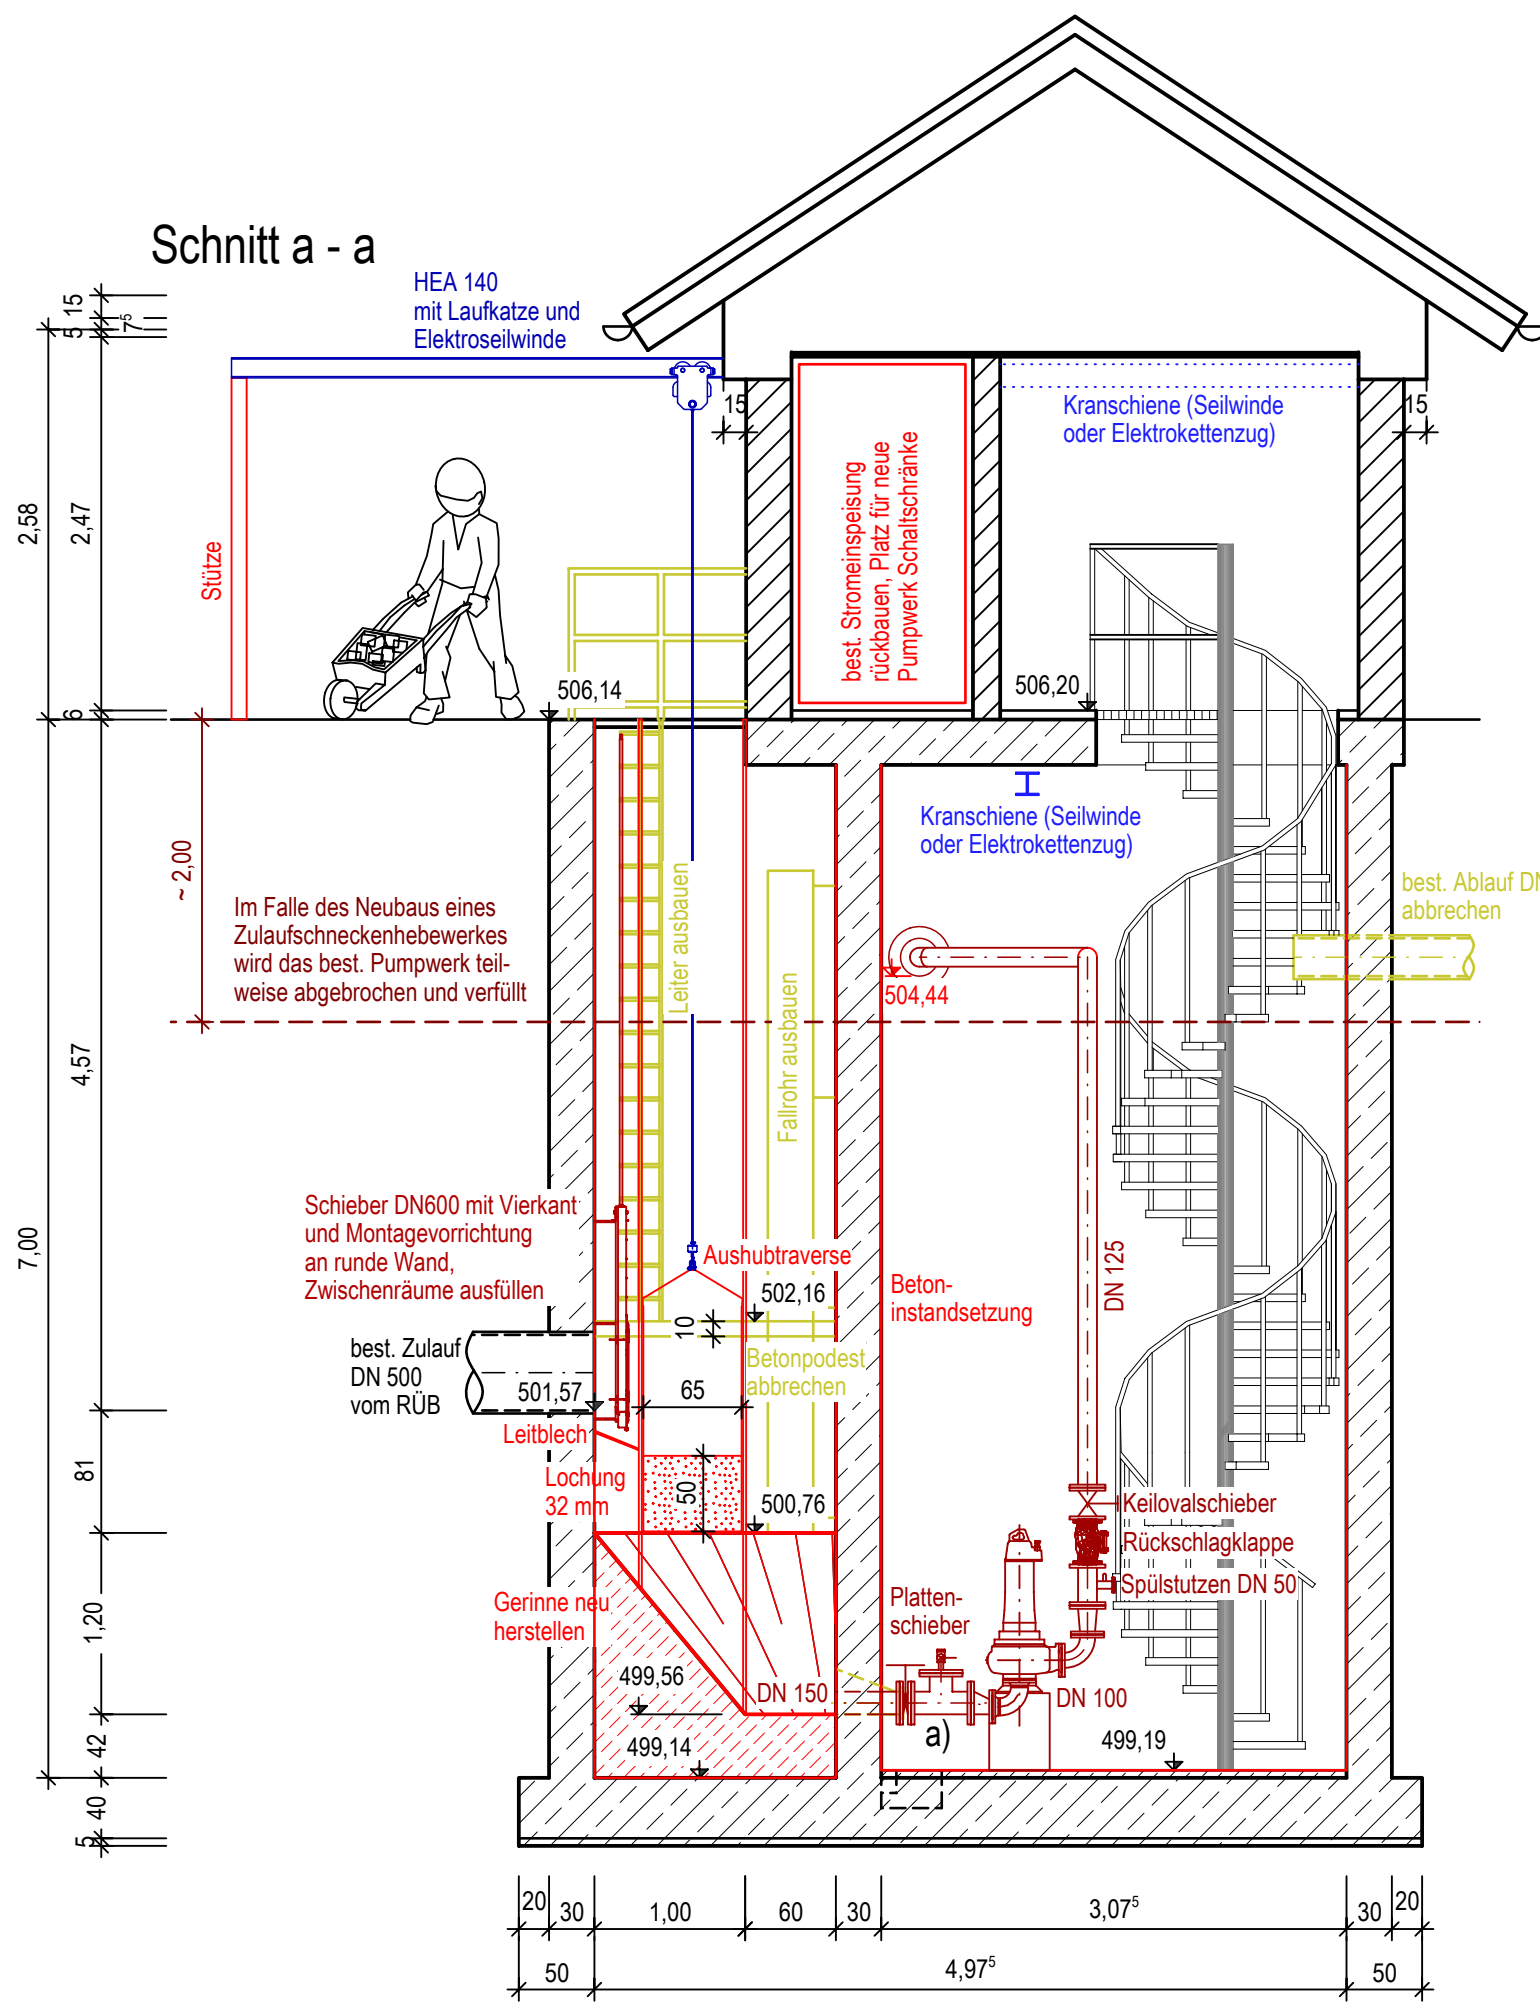 Schnitt a - a
HEA 140
mit Laufkatze und
Elektroseilwinde
15
5
7⁵
2,58
2,47
6
Stütze
15
15
best. Stromeinspeisung
rückbauen, Platz für neue
Pumpwerk Schaltschränke
Kranschiene (Seilwinde
oder Elektrokettenzug)
506,14
506,20
Kranschiene (Seilwinde
oder Elektrokettenzug)
~ 2,00
Im Falle des Neubaus eines
Zulaufschneckenhebewerkes
wird das best. Pumpwerk teil-
weise abgebrochen und verfüllt
Leiter ausbauen
Fallrohr ausbauen
best. Ablauf DN
abbrechen
504,44
4,57
7,00
Schieber DN600 mit Vierkant
und Montagevorrichtung
an runde Wand,
Zwischenräume ausfüllen
Aushubtraverse
502,16
10
Beton-
instandsetzung
DN 125
best. Zulauf
DN 500
vom RÜB
501,57
65
Betonpodest
abbrechen
Leitblech
Lochung
32 mm
50
500,76
81
Keilovalschieber
Rückschlagklappe
Spülstutzen DN 50
Gerinne neu
herstellen
Platten-
schieber
1,20
499,56
DN 150
DN 100
a)
499,14
499,19
42
40
5
20
30
1,00
60
30
3,07⁵
30
20
50
4,97⁵
50